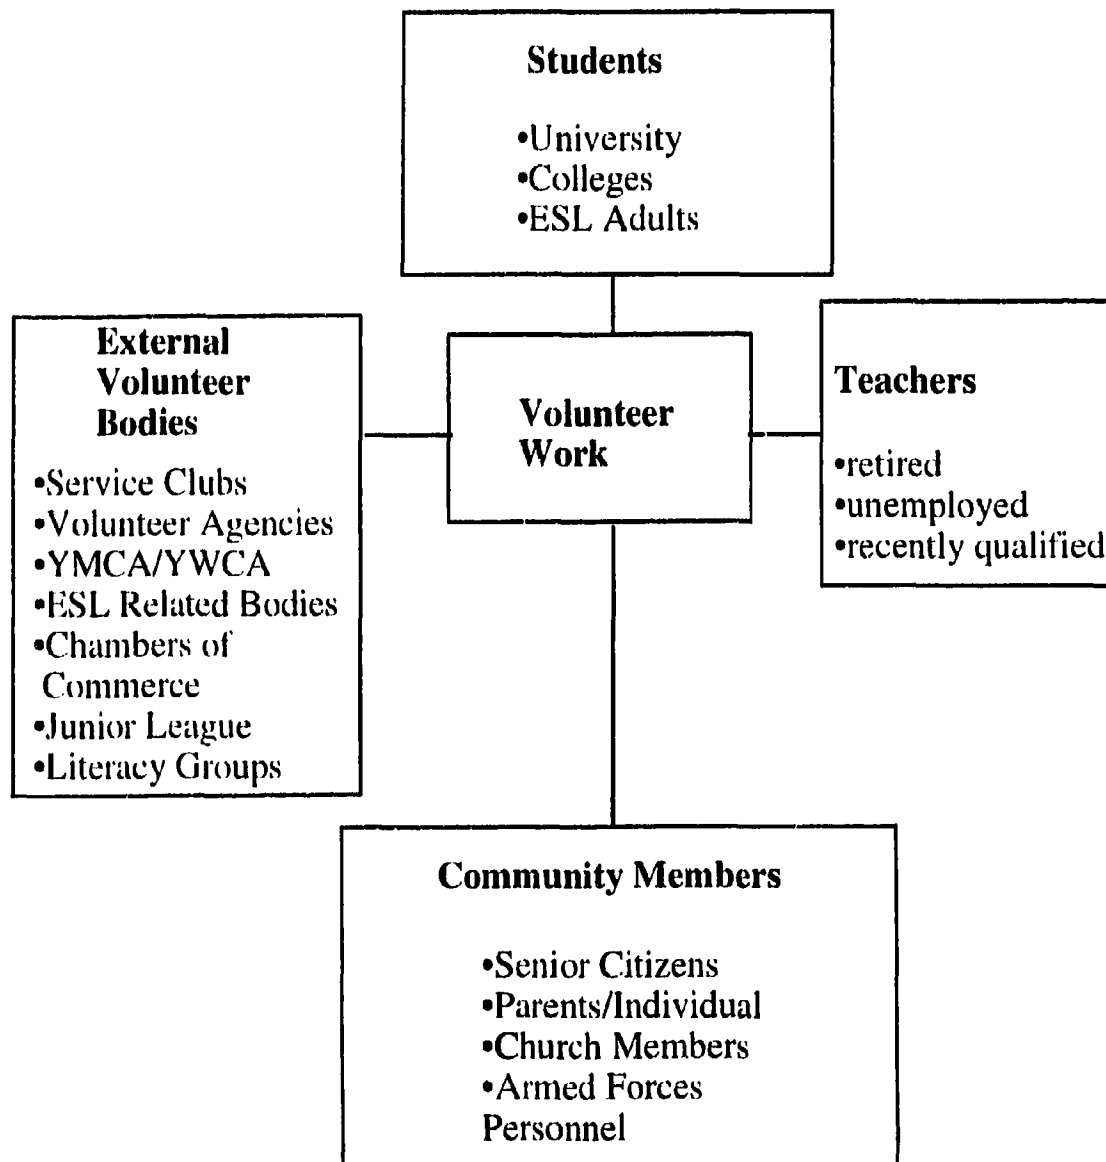 Students
•University
•Colleges
•ESL Adults
External
Volunteer
Bodies
•Service Clubs
•Volunteer Agencies
•YMCA/YWCA
•ESL Related Bodies
•Chambers of
Commerce
•Junior League
•Literacy Groups
Volunteer
Work
Teachers
•retired
•unemployed
•recently qualified
Community Members
•Senior Citizens
•Parents/Individual
•Church Members
•Armed Forces
Personnel